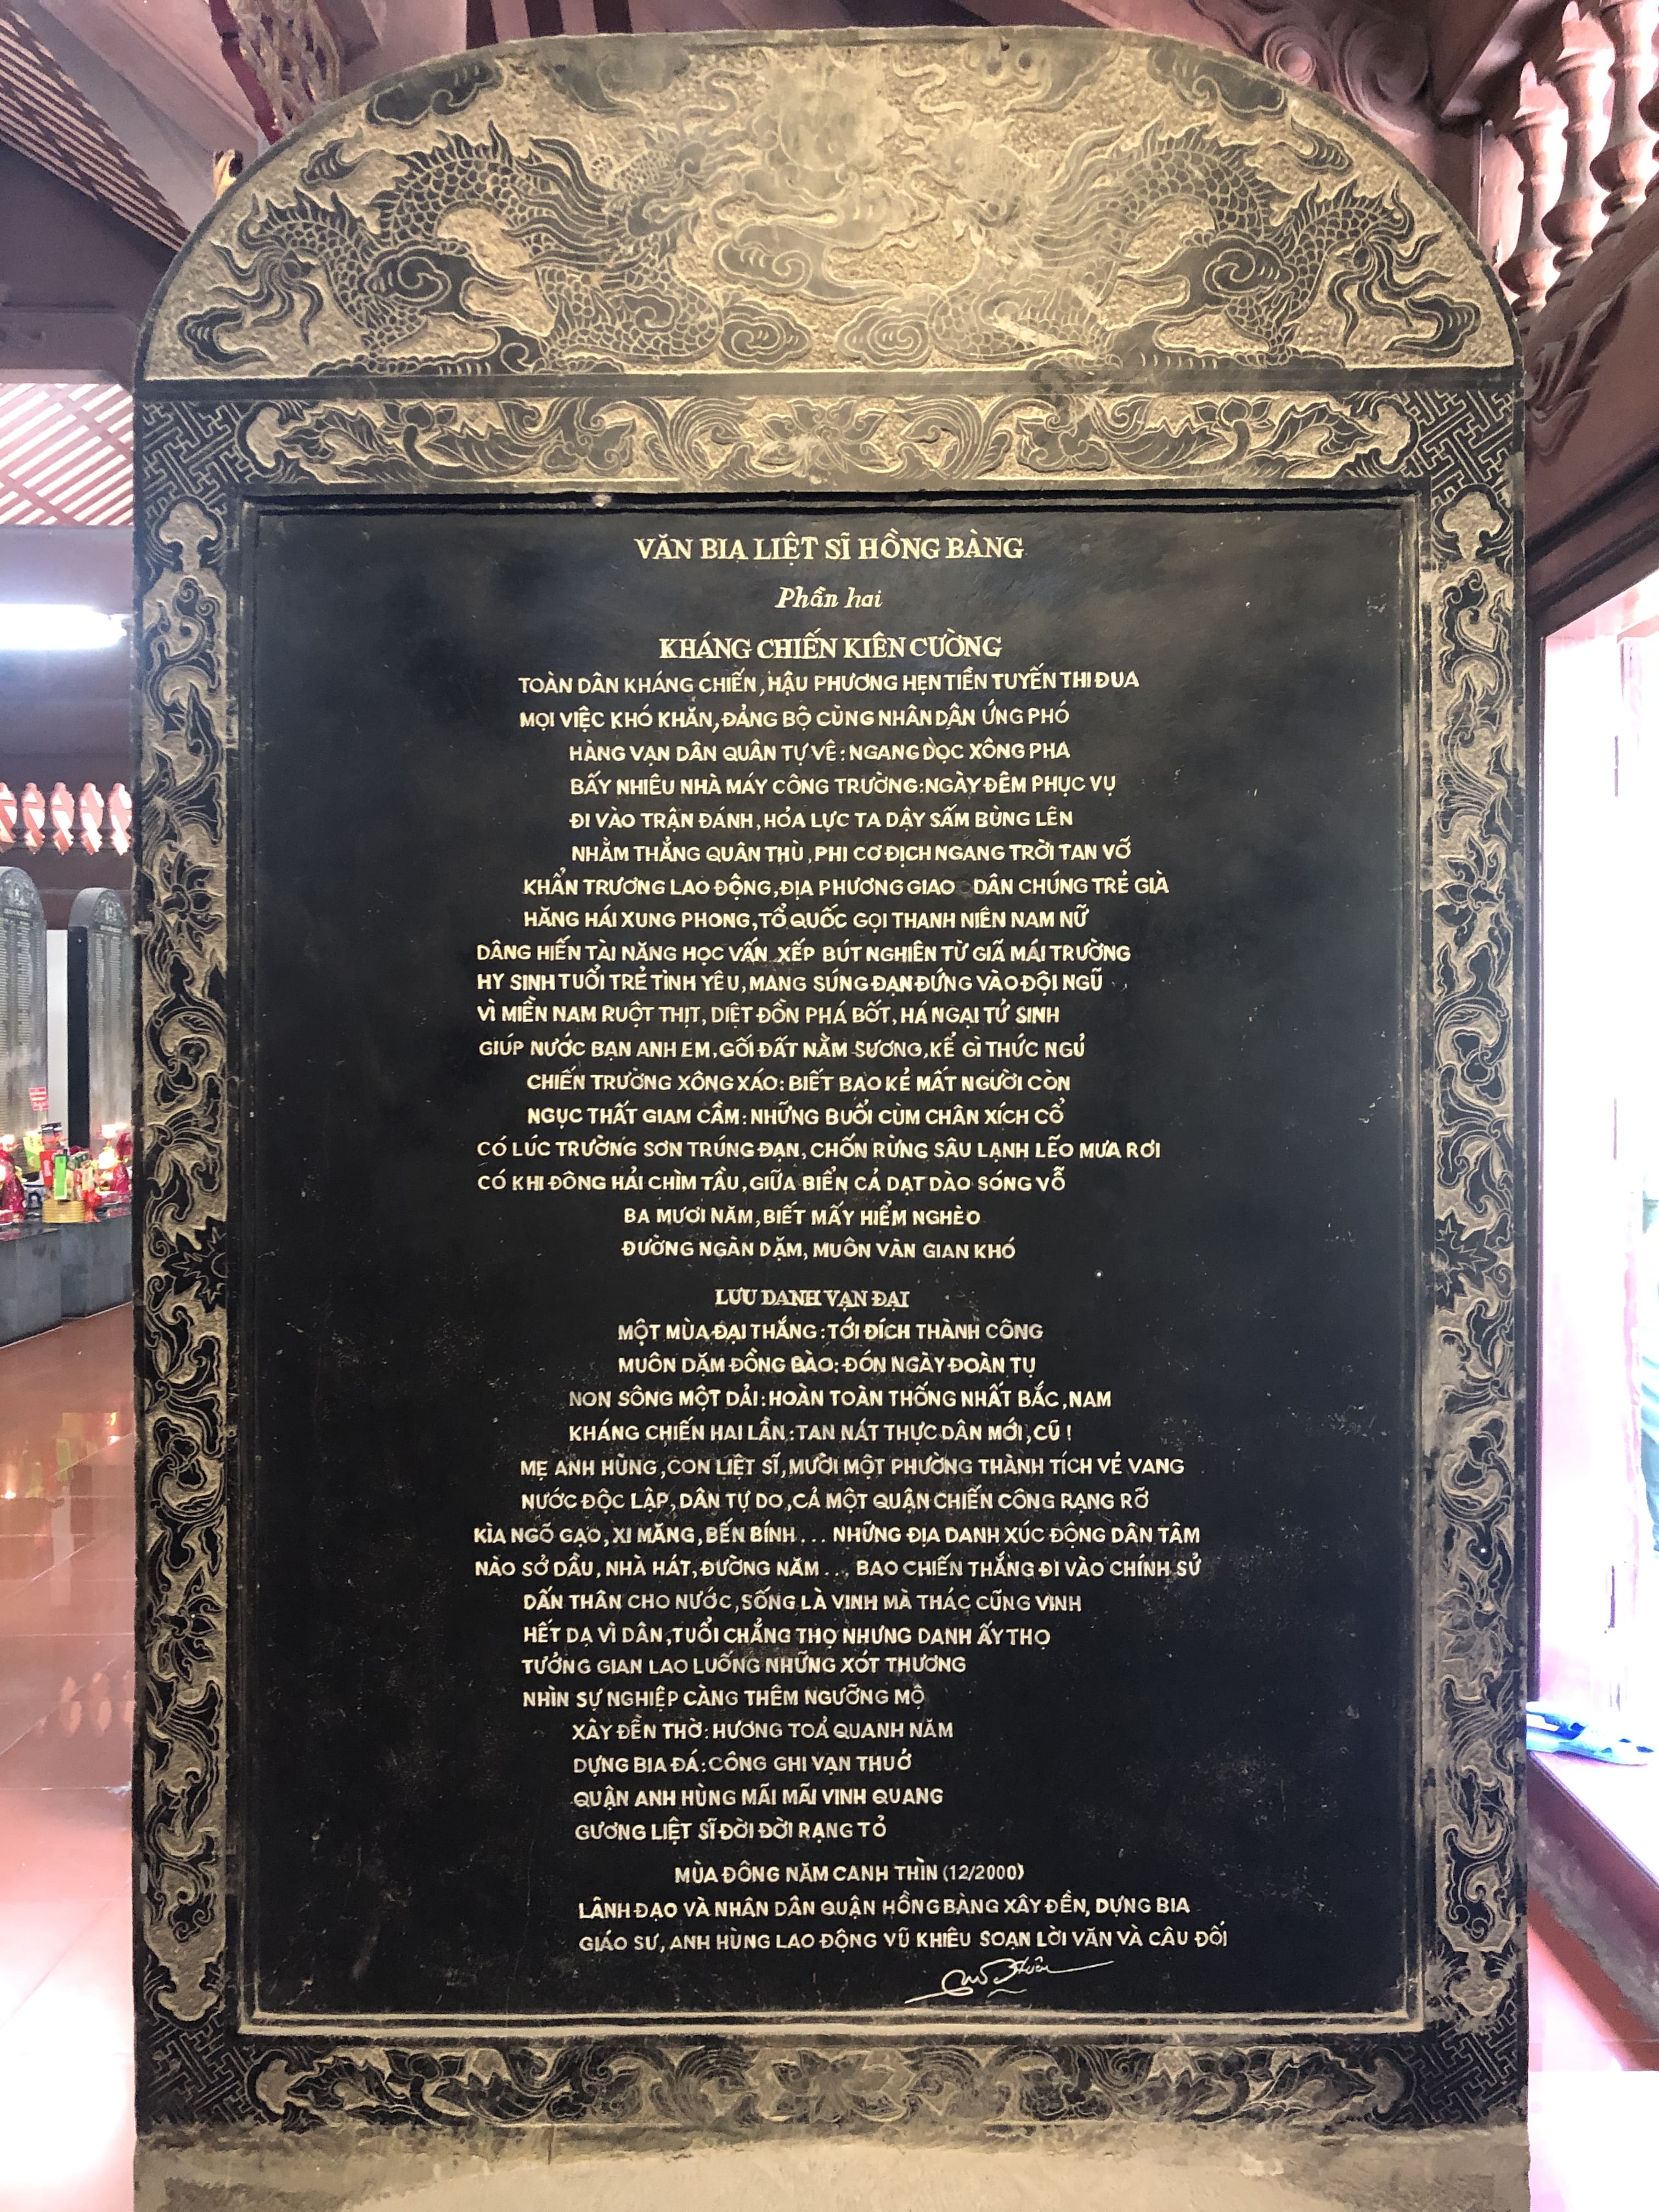 VĂN BIA LIỆT SĨ HỒNG BÀNG
Phần hai
KHÁNG CHIẾN KIÊN CƯỜNG
TOÀN DÂN KHÁNG CHIẾN, HẬU PHƯƠNG HẸN TIỀN TUYẾN THI ĐUA
MỌI VIỆC KHÓ KHĂN, ĐẢNG BỘ CÙNG NHÂN DÂN ỨNG PHÓ
HÀNG VẠN DÂN QUÂN TỰ VỆ: NGANG DỌC XÔNG PHA
BẤY NHIÊU NHÀ MÁY CÔNG TRƯỜNG: NGÀY ĐÊM PHỤC VỤ
ĐI VÀO TRẬN ĐÁNH, HỎA LỰC TA DẬY SẤM BÙNG LÊN
NHẰM THẲNG QUÂN THÙ, PHI CƠ ĐỊCH NGANG TRỜI TAN VỠ
KHẨN TRƯƠNG LAO ĐỘNG, ĐỊA PHƯƠNG GIAO DÂN CHÚNG TRẺ GIÀ
HĂNG HÁI XUNG PHONG, TỔ QUỐC GỌI THANH NIÊN NAM NỮ
DÂNG HIẾN TÀI NĂNG HỌC VẤN, XẾP BÚT NGHIÊN TỪ GIÃ MÁI TRƯỜNG
HY SINH TUỔI TRẺ TÌNH YÊU, MANG SÚNG ĐẠN ĐỨNG VÀO ĐỘI NGŨ
VÌ MIỀN NAM RUỘT THỊT, DIỆT ĐỒN PHÁ BỐT, HÁ NGẠI TỬ SINH
GIÚP NƯỚC BẠN ANH EM, GỐI ĐẤT NẰM SƯƠNG, KỂ GÌ THỨC NGỦ
CHIẾN TRƯỜNG XÔNG XÁO: BIẾT BAO KẺ MẤT NGƯỜI CÒN
NGỤC THẤT GIAM CẦM: NHỮNG BUỔI CÙM CHÂN XÍCH CỔ
CÓ LÚC TRƯỜNG SƠN TRÚNG ĐẠN, CHỐN RỪNG SÂU LẠNH LẼO MƯA RƠI
CÓ KHI ĐÔNG HẢI CHÌM TẦU, GIỮA BIỂN CẢ DẠT DÀO SÓNG VỖ
BA MƯƠI NĂM, BIẾT MẤY HIỂM NGHÈO
ĐƯỜNG NGÀN DẶM, MUÔN VÀN GIAN KHÓ
LƯU DANH VẠN ĐẠI
MỘT MÙA ĐẠI THẮNG: TỚI ĐÍCH THÀNH CÔNG
MUÔN DẶM ĐỒNG BÀO: ĐÓN NGÀY ĐOÀN TỤ
NON SÔNG MỘT DẢI: HOÀN TOÀN THỐNG NHẤT BẮC, NAM
KHÁNG CHIẾN HAI LẦN: TAN NÁT THỰC DÂN MỚI, CŨ !
MẸ ANH HÙNG, CON LIỆT SĨ, MƯỜI MỘT PHƯỜNG THÀNH TÍCH VẺ VANG
NƯỚC ĐỘC LẬP, DÂN TỰ DO, CẢ MỘT QUẬN CHIẾN CÔNG RẠNG RỠ
KÌA NGÕ GẠO, XI MĂNG, BẾN BÍNH... NHỮNG ĐỊA DANH XÚC ĐỘNG DÂN TÂM
NÀO SỞ DẦU, NHÀ HÁT, ĐƯỜNG NĂM... BAO CHIẾN THẮNG ĐI VÀO CHÍNH SỬ
DẤN THÂN CHO NƯỚC, SỐNG LÀ VINH MÀ THÁC CŨNG VINH
HẾT DẠ VÌ DÂN, TUỔI CHẲNG THỌ NHƯNG DANH ẤY THỌ
TƯỞNG GIAN LAO LUỐNG NHỮNG XÓT THƯƠNG
NHÌN SỰ NGHIỆP CÀNG THÊM NGƯỠNG MỘ
XÂY ĐỀN THỜ: HƯƠNG TOẢ QUANH NĂM
DỰNG BIA ĐÁ: CÔNG GHI VẠN THUỞ
QUẬN ANH HÙNG MÃI MÃI VINH QUANG
GƯƠNG LIỆT SĨ ĐỜI ĐỜI RẠNG TỎ
MÙA ĐÔNG NĂM CANH THÌN (12/2000)
LÃNH ĐẠO VÀ NHÂN DÂN QUẬN HỒNG BÀNG XÂY ĐỀN, DỰNG BIA
GIÁO SƯ, ANH HÙNG LAO ĐỘNG VŨ KHIÊU SOẠN LỜI VĂN VÀ CÂU ĐỐI